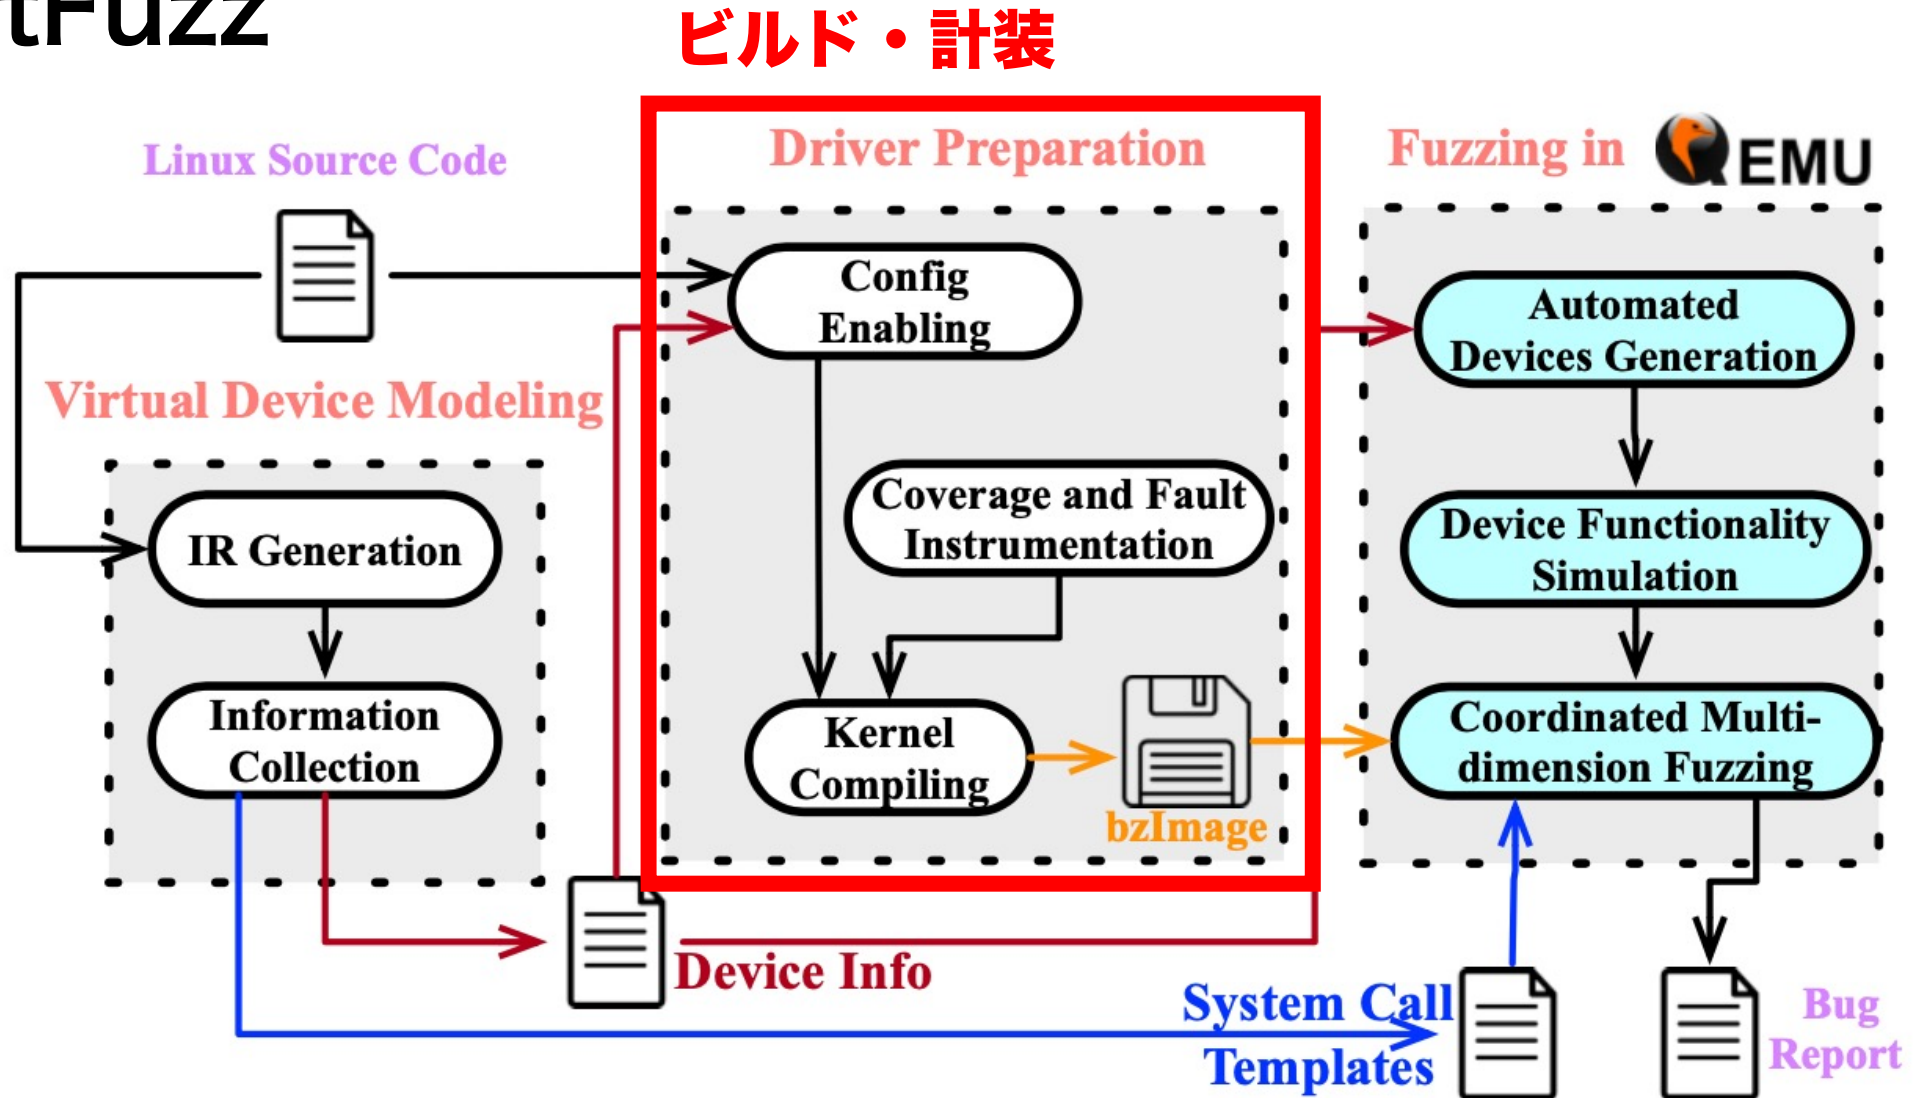 tFuzz
ビルド・計装
Linux Source Code
Driver Preparation
Fuzzing in
QEMU
Config
Enabling
Automated
Devices Generation
Virtual Device Modeling
Coverage and Fault
Instrumentation
Device Functionality
Simulation
IR Generation
Information
Collection
Kernel
Compiling
bzImage
Coordinated Multi-
dimension Fuzzing
Device Info
System Call
Templates
Bug
Report